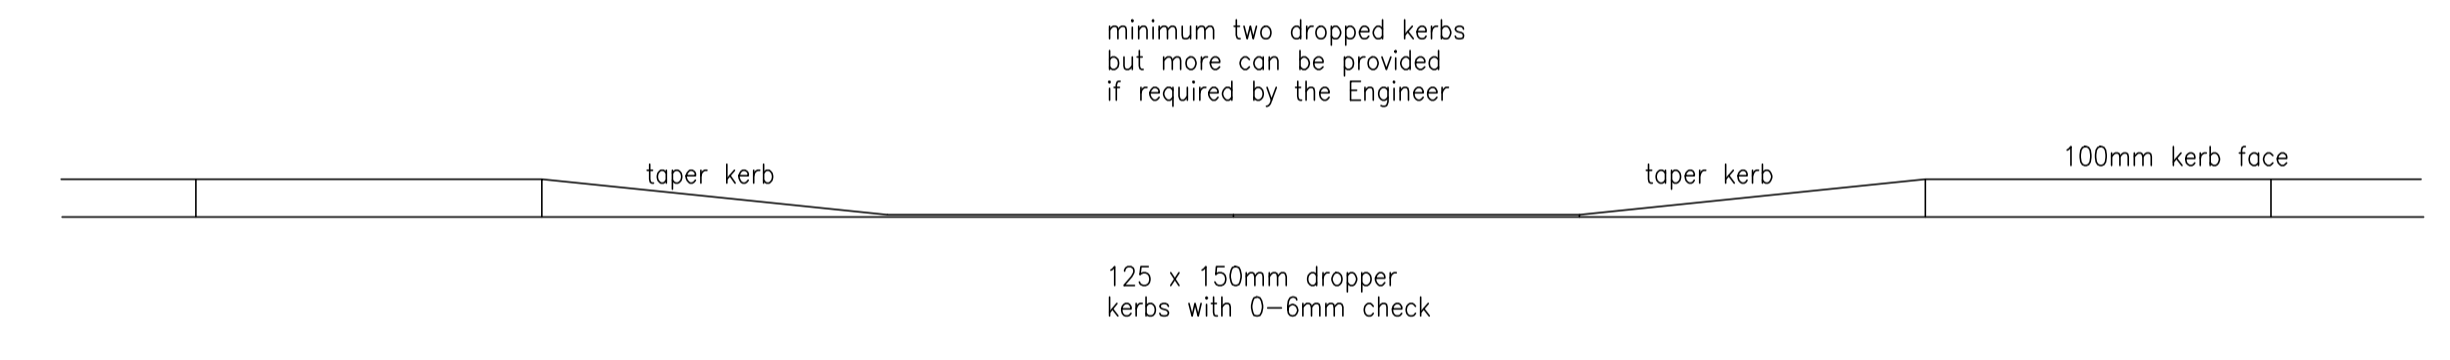 minimum two dropped kerbs
but more can be provided
if required by the Engineer
taper kerb
taper kerb
100mm kerb face
125 x 150mm dropper
kerbs with 0-6mm check